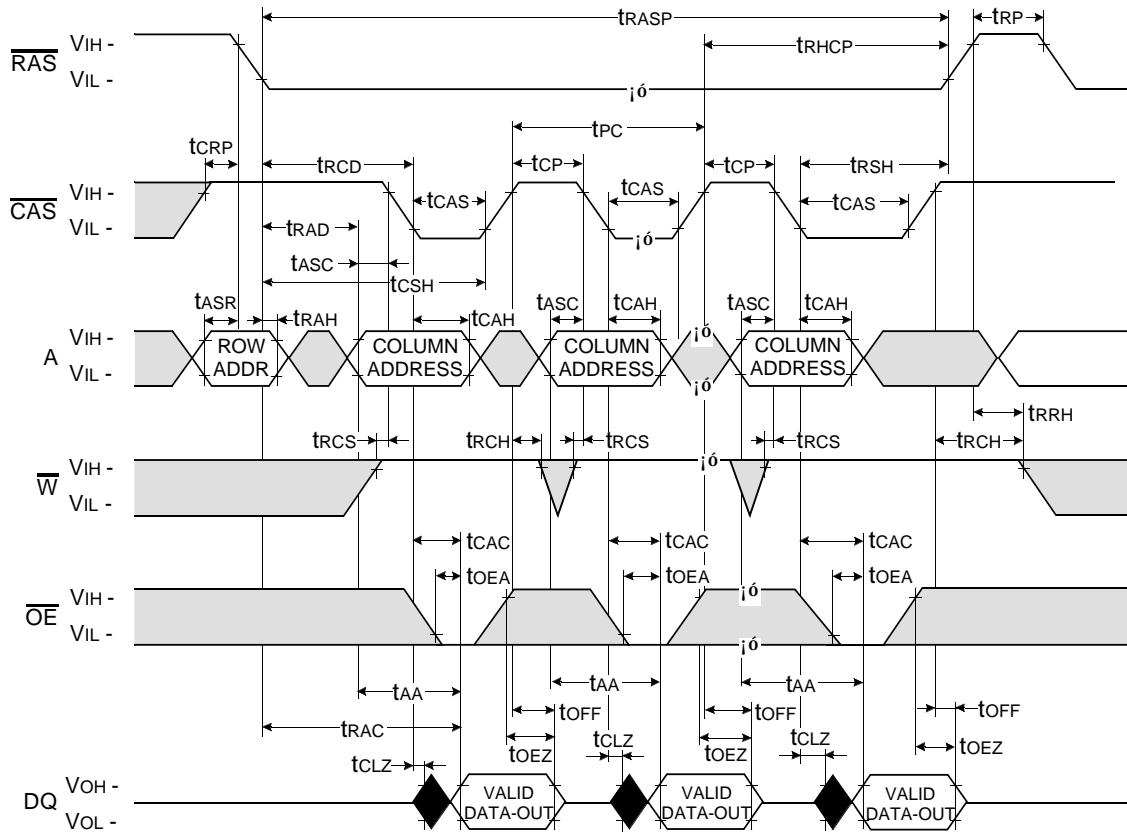 tRASP
tRP
tRHCP
RAS
VIH -
VIL -
¡ó
tPC
tCRP
tRCD
tCP
tCP
tRSH
CAS
VIH -
VIL -
tCAS
tCAS
tCAS
¡ó
tRAD
tASC
tCSH
tASR
tRAH
tCAH
tASC
tCAH
tASC
tCAH
A
VIH -
VIL -
ROW
ADDR
COLUMN
ADDRESS
COLUMN
ADDRESS
¡ó
¡ó
COLUMN
ADDRESS
tRRH
tRCS
tRCH
tRCS
tRCS
tRCH
W
VIH -
VIL -
¡ó
tCAC
tCAC
tCAC
tOEA
tOEA
tOEA
OE
VIH -
VIL -
¡ó
¡ó
tAA
tAA
tAA
tOFF
tOFF
tOFF
tRAC
tOEZ
tOEZ
tOEZ
tCLZ
tCLZ
tCLZ
DQ
VOH -
VOL -
VALID
DATA-OUT
VALID
DATA-OUT
VALID
DATA-OUT